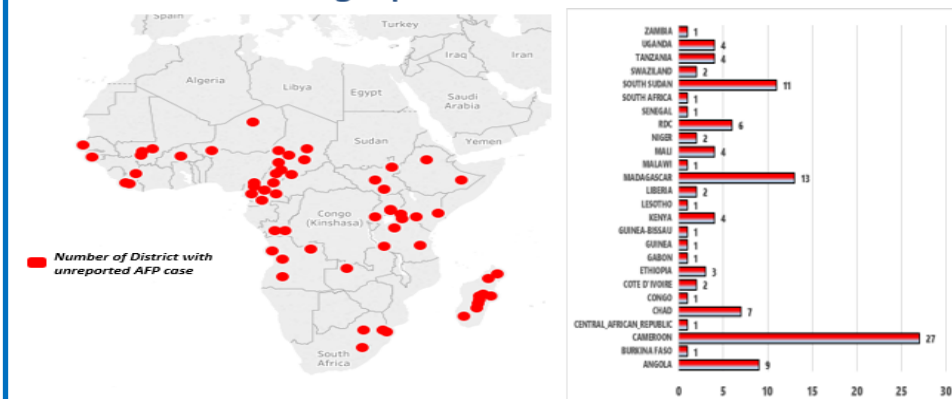 Spain
Turkey
Iraq
Iran
Algeria
Libya
Egypt
Saudi
Arabia
Sudan
Yemen
Congo
(Kinshasa)
South
Africa
Number of District with
unreported AFP case
ZAMBIA 1
UGANDA 4
TANZANIA 4
SWAZILAND 2
SOUTH SUDAN 11
SOUTH AFRICA 1
SENEGAL 1
RDC 6
NIGER 2
MALI 4
MALAWI 1
MADAGASCAR 13
LIBERIA 2
LESOTHO 1
KENYA 4
GUINEA-BISSAU 1
GUINEA 1
GABON 1
ETHIOPIA 3
COTE D'IVOIRE 2
CONGO 1
CHAD 7
CENTRAL_AFRICAN_REPUBLIC 1
CAMEROON 27
BURKINA FASO 1
ANGOLA 9
0 5 10 15 20 25 30